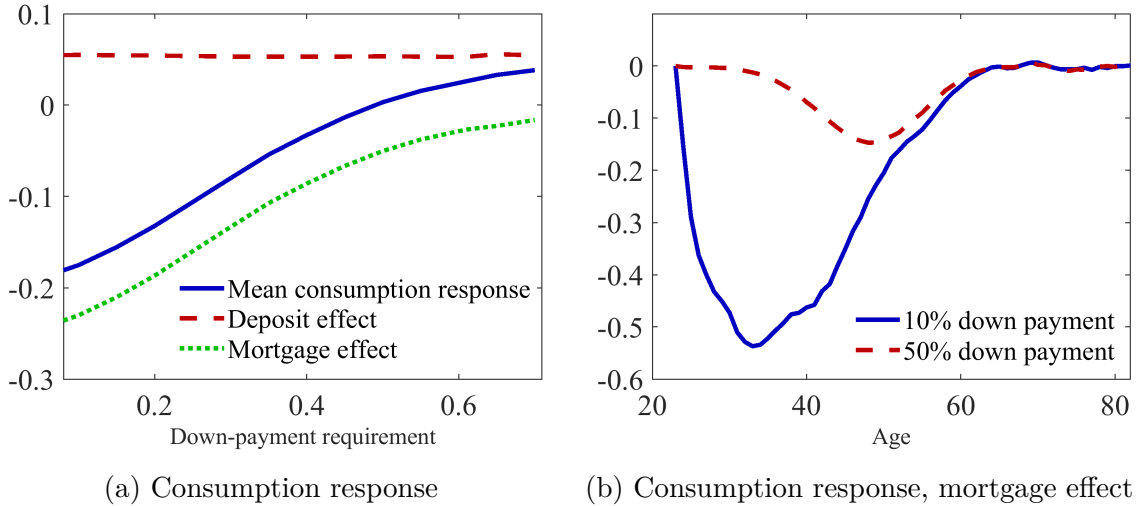 0.1
0
-0.1
-0.2
-0.3
0.2
0.4
0.6
Mean consumption response
Deposit effect
Mortgage effect
Down-payment requirement
(a) Consumption response
0
-0.1
-0.2
-0.3
-0.4
-0.5
-0.6
20
40
60
80
10% down payment
50% down payment
Age
(b) Consumption response, mortgage effect